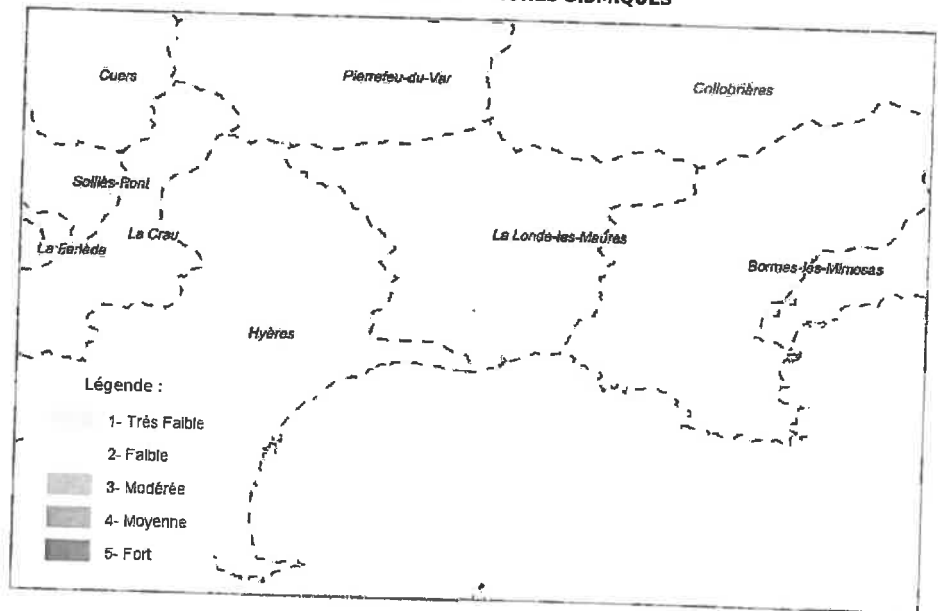 SISMIQUES
Cuers
Pierrefeu-du-Var
Collobrières
Solliès-Pont
La Crau
La Farlède
La Londe-les-Maures
Bormes-les-Mimosas
Hyères
Légende :
1- Très Faible
2- Faible
3- Modérée
4- Moyenne
5- Fort